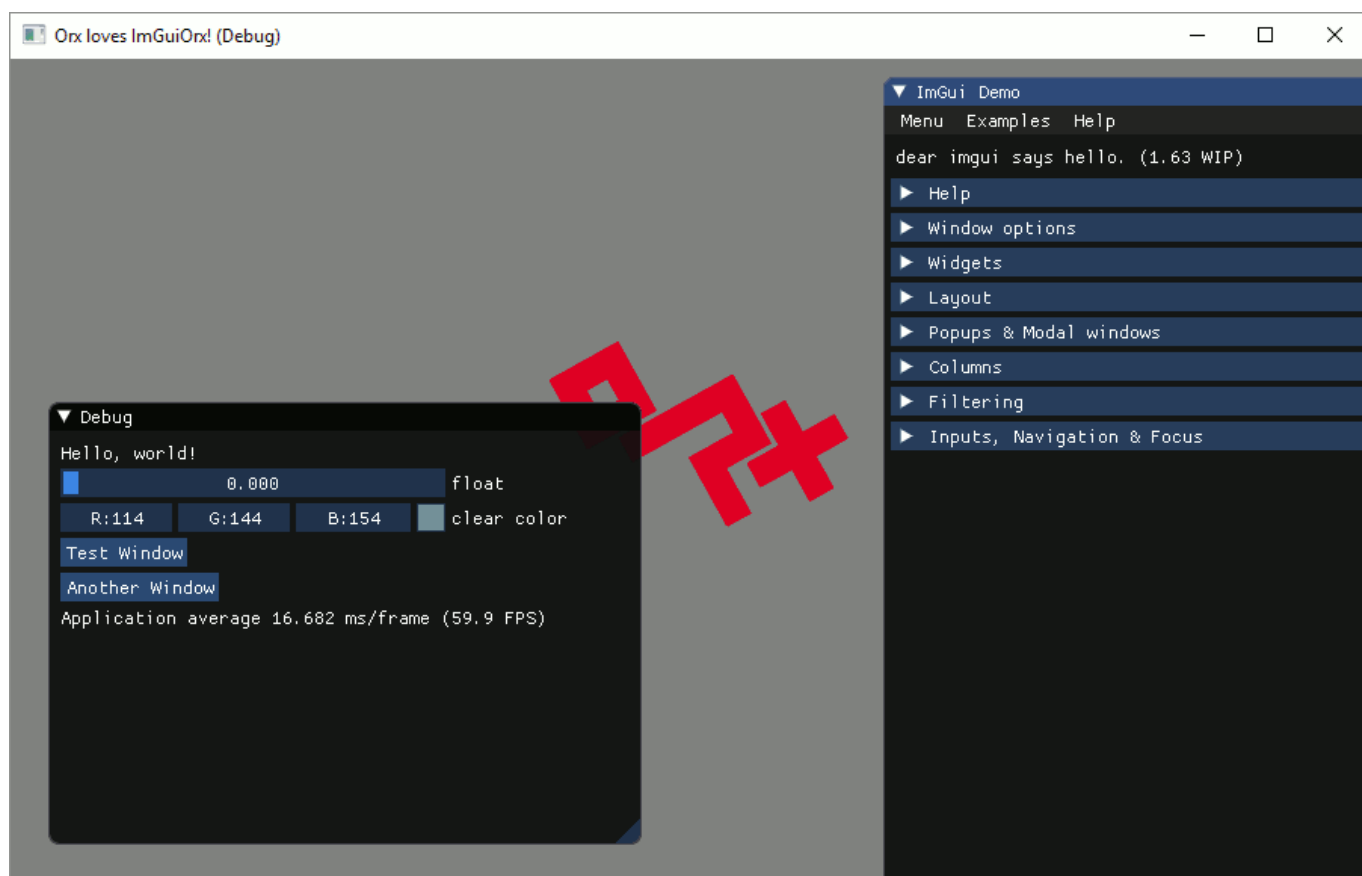 Orx loves ImGuiOrx! (Debug)
ImGui Demo
Menu Examples Help
dear imgui says hello. (1.63 WIP)
Help
Window options
Widgets
Layout
Popups & Modal windows
Columns
Filtering
Inputs, Navigation & Focus
orx
Debug
Hello, world!
0.000 float
R:114 G:144 B:154 clear color
Test Window
Another Window
Application average 16.682 ms/frame (59.9 FPS)